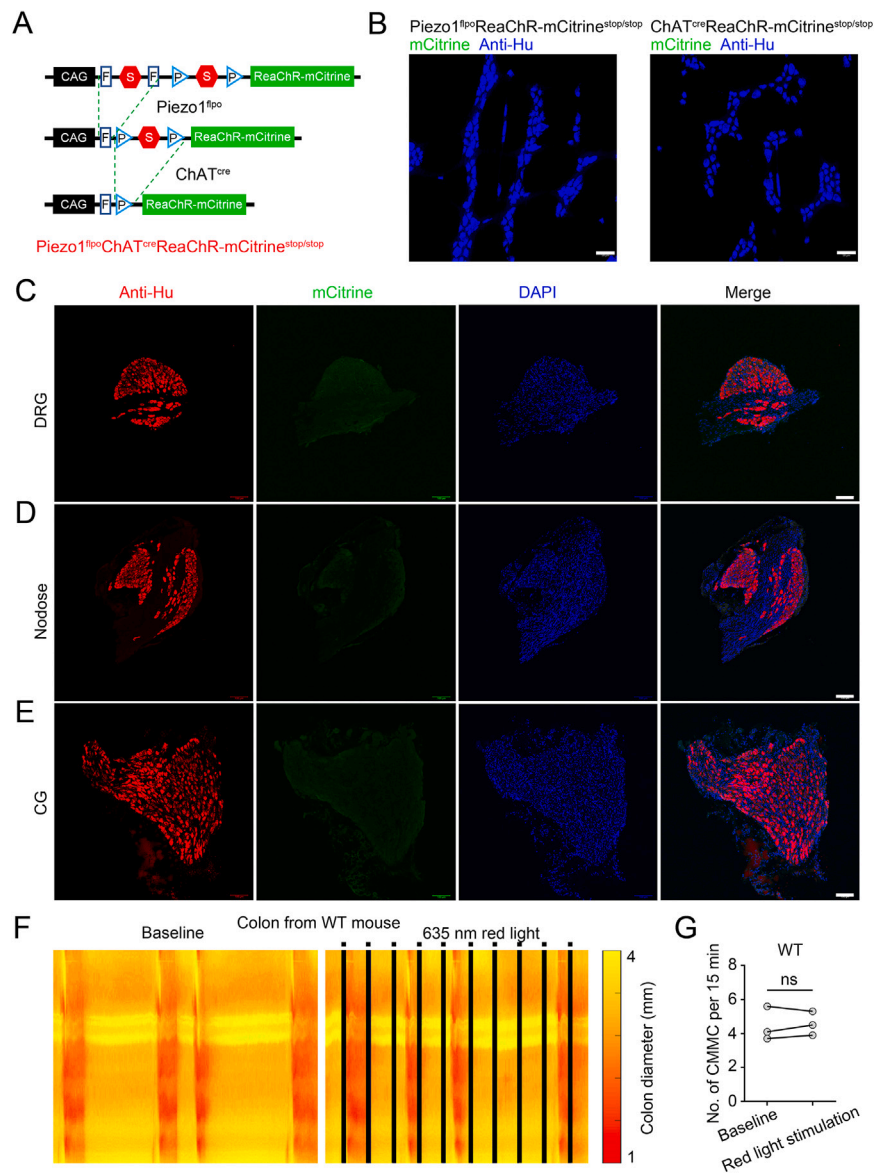 A
CAG F S F P S P ReaChR-mCitrine
Piezo1flpo
CAG F P S P ReaChR-mCitrine
ChATcre
CAG F P ReaChR-mCitrine
Piezo1flpoChATcreReaChR-mCitrinestop/stop
B
Piezo1flpoReaChR-mCitrinestop/stop
mCitrine Anti-Hu
ChATcreReaChR-mCitrinestop/stop
mCitrine Anti-Hu
C
Anti-Hu mCitrine DAPI Merge
DRG
D
Nodose
E
CG
F
Colon from WT mouse
Baseline 635 nm red light
4
Colon diameter (mm)
1
G
WT
ns
No. of CMMC per 15 min
8
6
4
2
0
Baseline
Red light stimulation